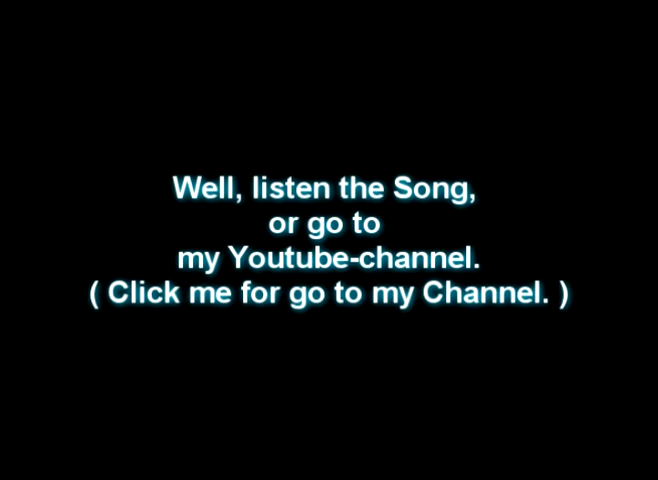 Well, listen the Song,
or go to
my Youtube-channel.
( Click me for go to my Channel. )